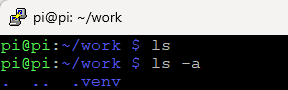 pi@pi: ~/work
pi@pi:~/work $ ls
pi@pi:~/work $ ls -a
.  ..  .venv